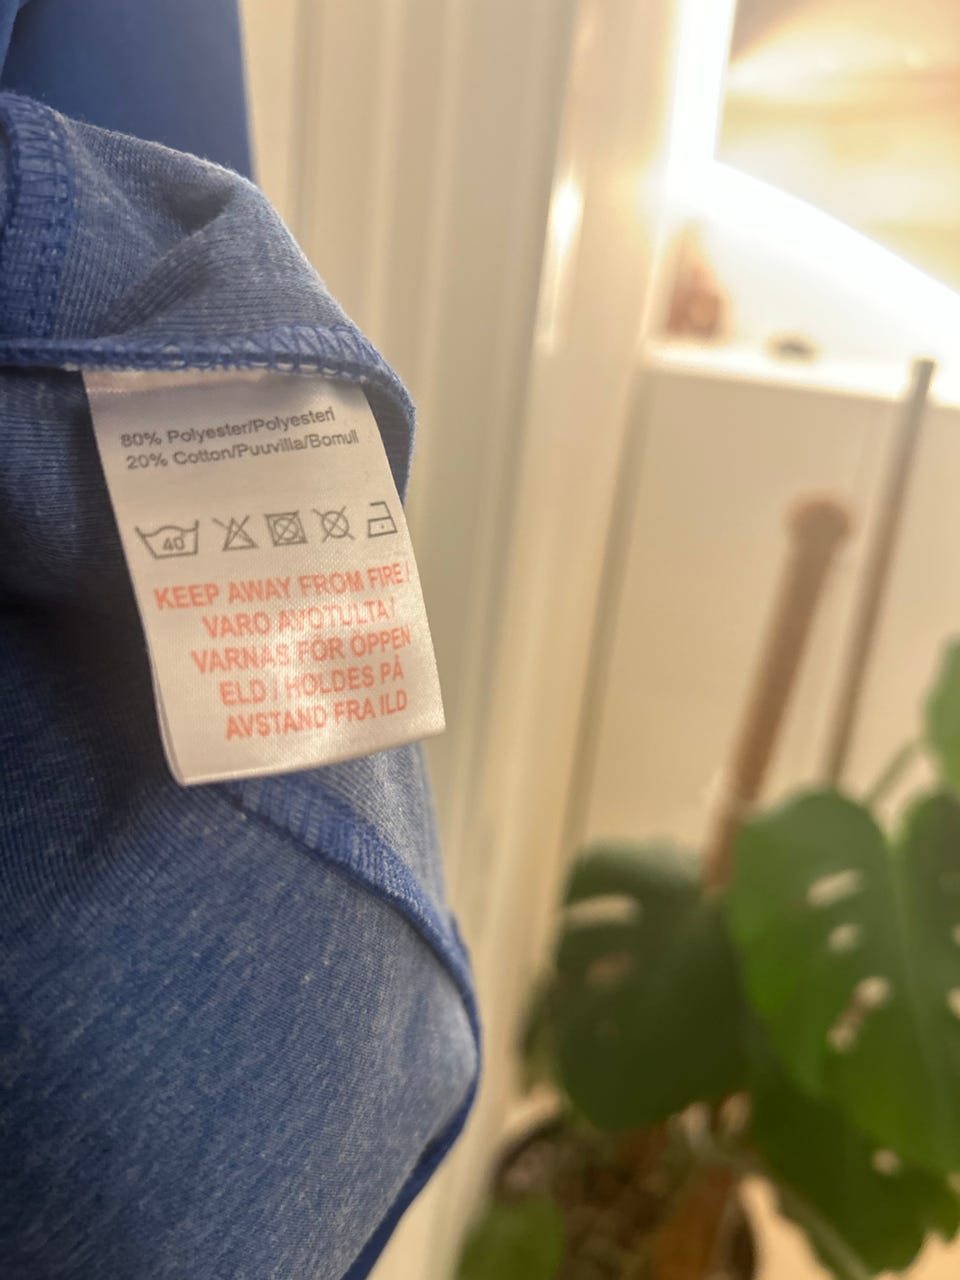 80% Polyester/Polyesteri
20% Cotton/Puuvilla/Bomull
40
KEEP AWAY FROM FIRE /
VARO AVOTULTA /
VARNAS FÖR ÖPPEN
ELD / HOLDES PÅ
AVSTAND FRA ILD